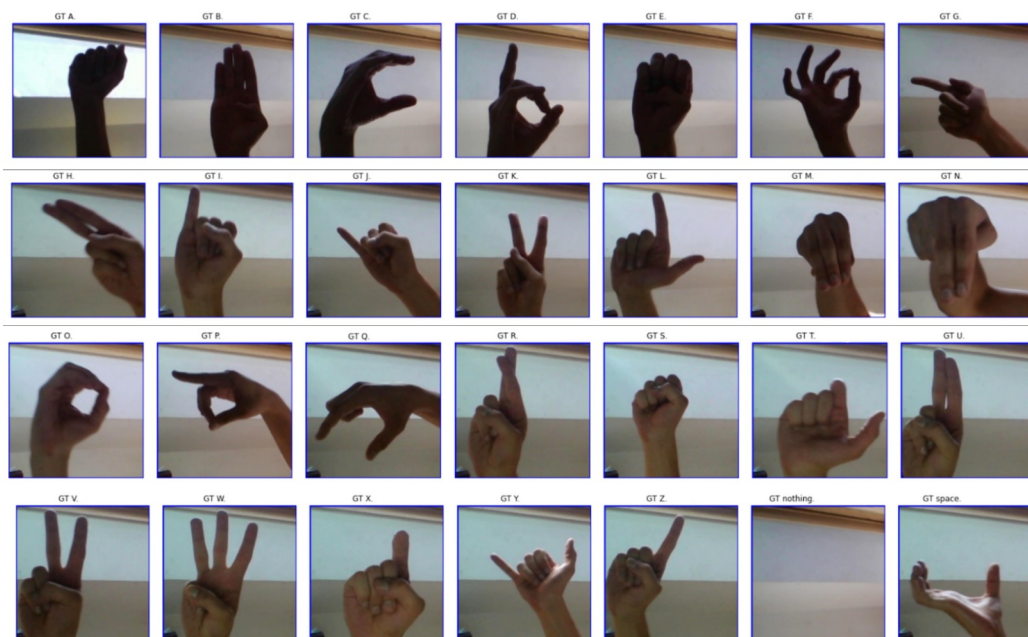 GT A. GT B. GT C. GT D. GT E. GT F. GT G.
GT H. GT I. GT J. GT K. GT L. GT M. GT N.
GT O. GT P. GT Q. GT R. GT S. GT T. GT U.
GT V. GT W. GT X. GT Y. GT Z. GT nothing. GT space.